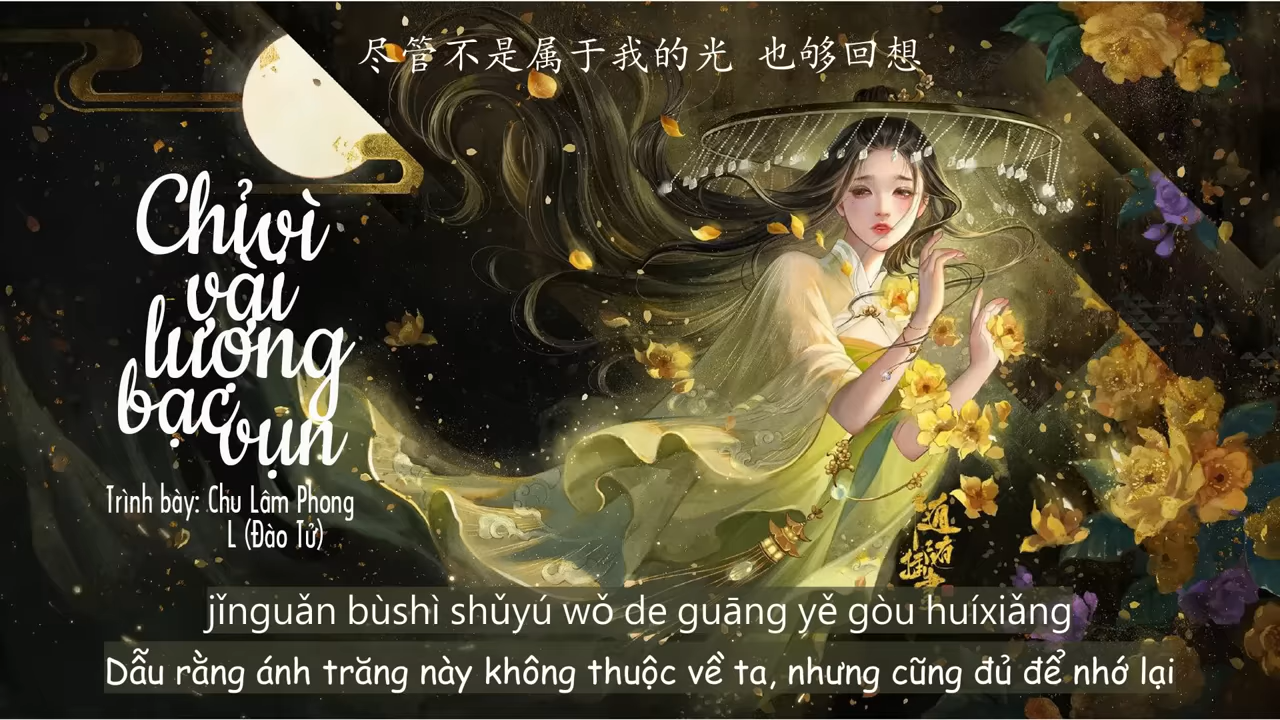 尽管不是属于我的光 也够回想
Chỉ vì
vài
lượng
bạc
vụn
Trình bày: Chu Lâm Phong
L (Đào Tử)
jǐnguǎn bùshì shǔyú wǒ de guāng yě gòu huíxiǎng
Dẫu rằng ánh trăng này không thuộc về ta, nhưng cũng đủ để nhớ lại